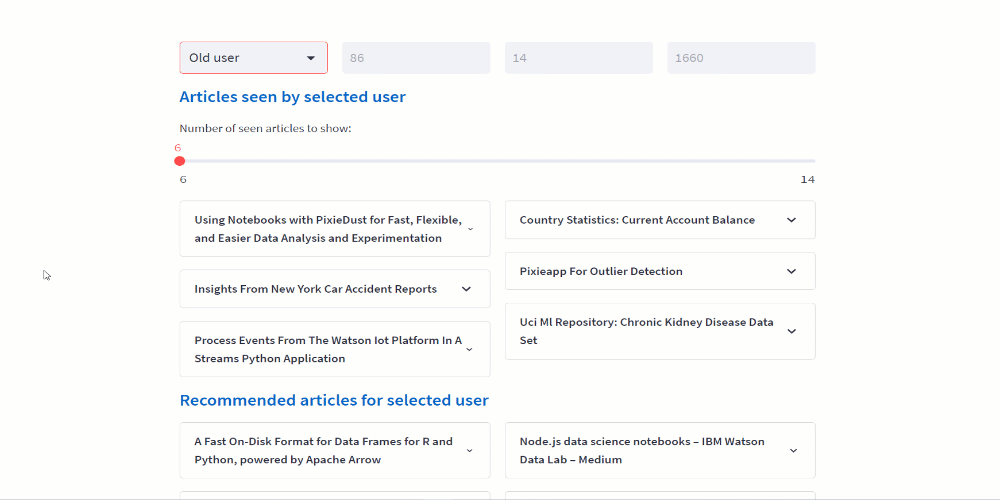 Old user
86
14
1660
Articles seen by selected user
Number of seen articles to show:
6
6
14
Using Notebooks with PixieDust for Fast, Flexible,
and Easier Data Analysis and Experimentation
Insights From New York Car Accident Reports
Process Events From The Watson Iot Platform In A
Streams Python Application
Country Statistics: Current Account Balance
Pixieapp For Outlier Detection
Uci Ml Repository: Chronic Kidney Disease Data
Set
Recommended articles for selected user
A Fast On-Disk Format for Data Frames for R and
Python, powered by Apache Arrow
Node.js data science notebooks – IBM Watson
Data Lab – Medium